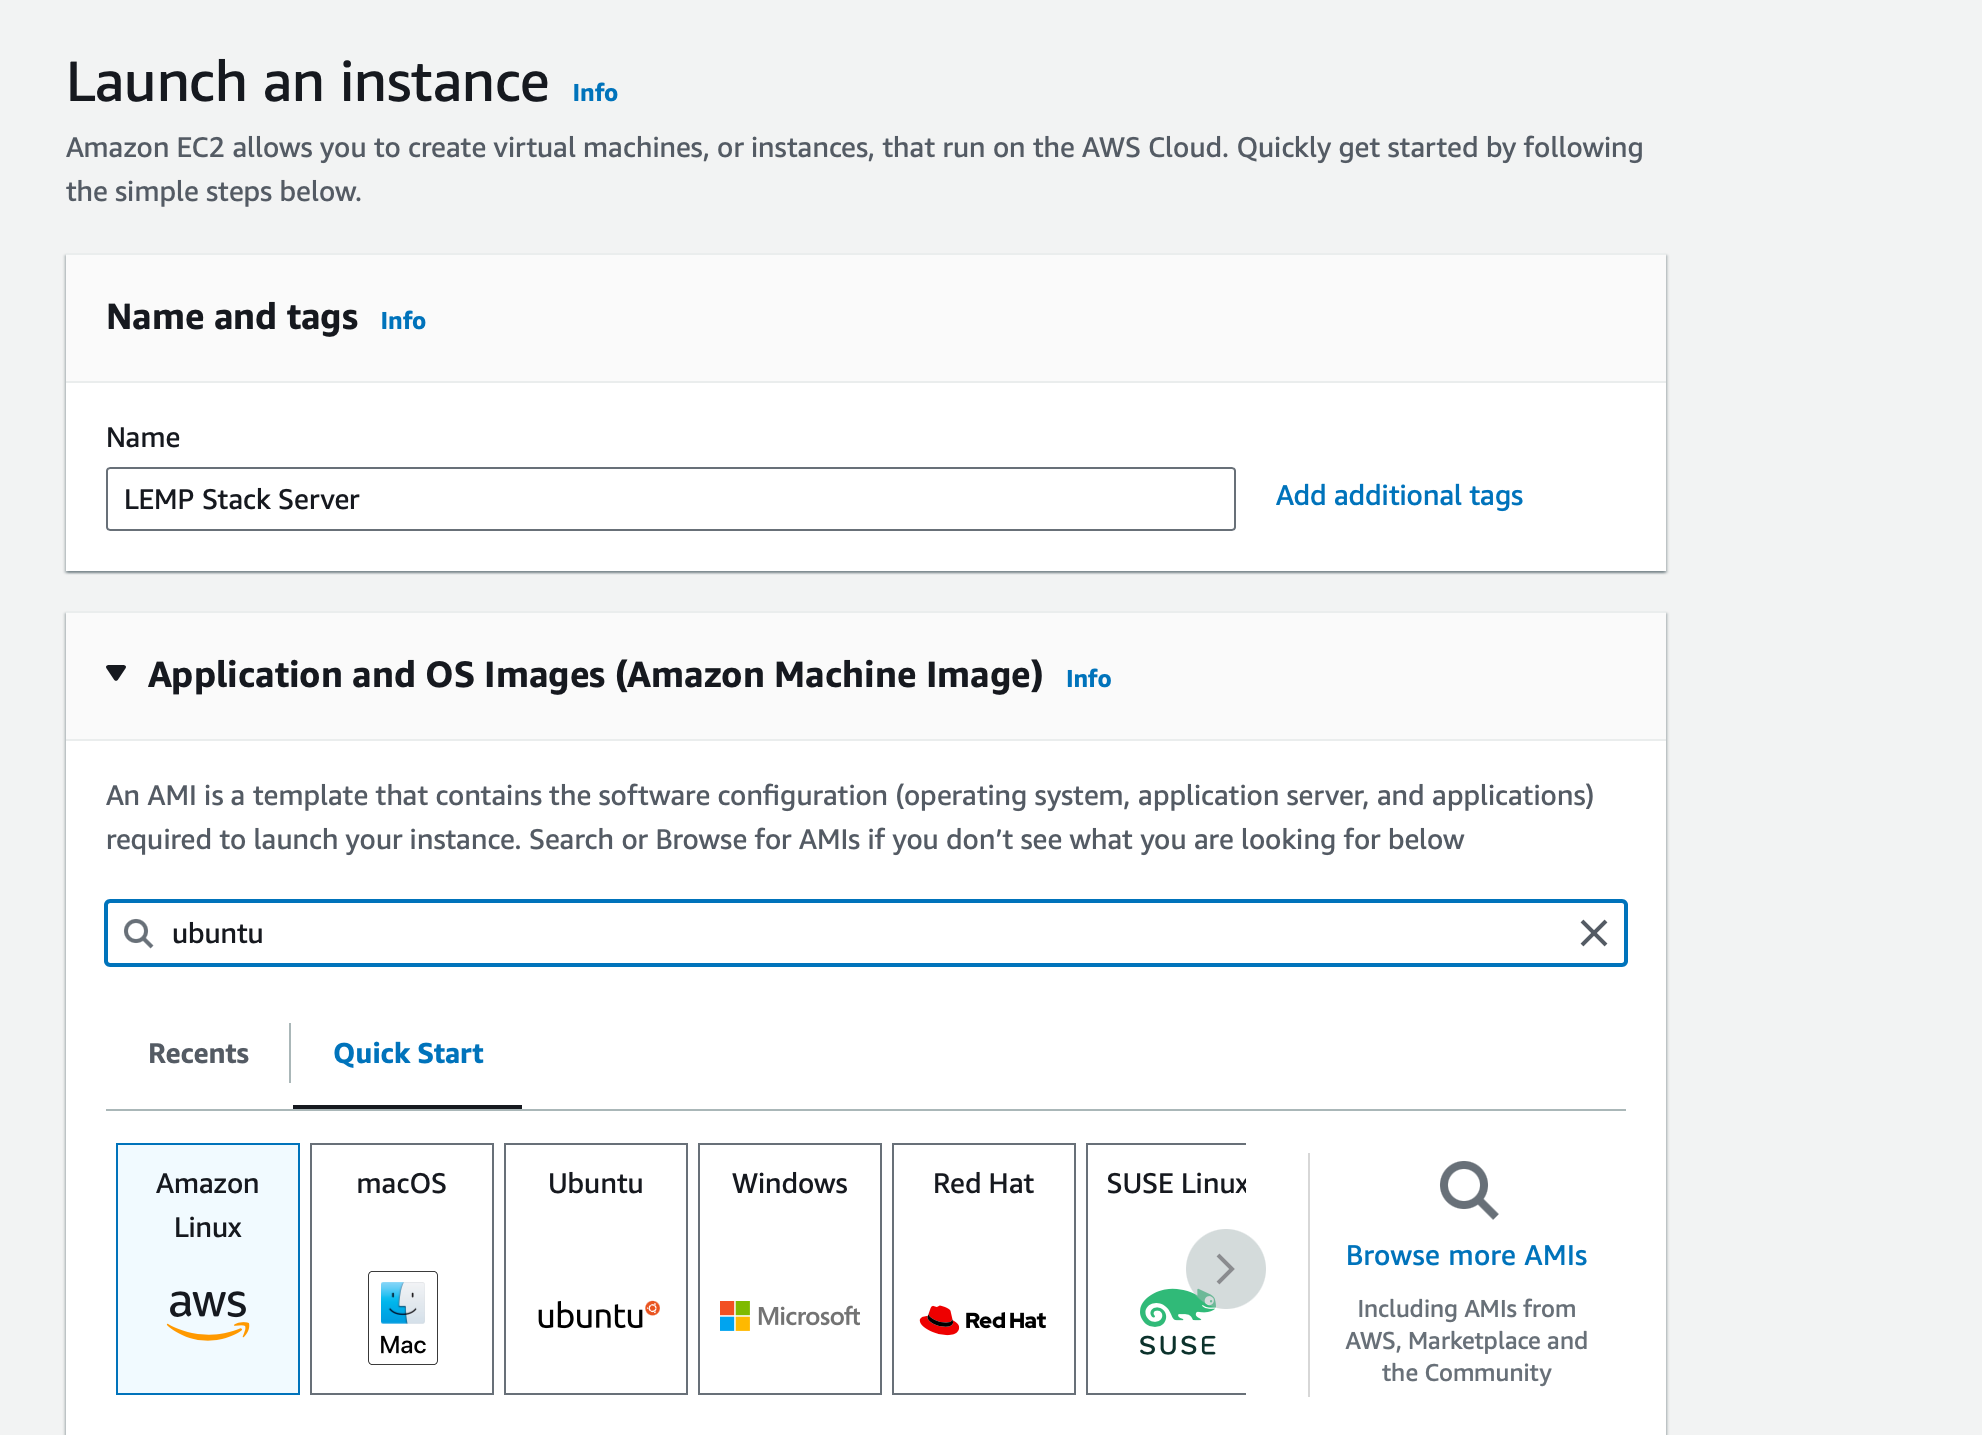 Launch an instance Info
Amazon EC2 allows you to create virtual machines, or instances, that run on the AWS Cloud. Quickly get started by following
the simple steps below.
Name and tags Info
Name
LEMP Stack Server
Add additional tags
Application and OS Images (Amazon Machine Image) Info
An AMI is a template that contains the software configuration (operating system, application server, and applications)
required to launch your instance. Search or Browse for AMIs if you don’t see what you are looking for below
ubuntu
Recents
Quick Start
Amazon
Linux
aws
macOS
Mac
Ubuntu
ubuntu
Windows
Microsoft
Red Hat
Red Hat
SUSE Linux
SUSE
Browse more AMIs
Including AMIs from
AWS, Marketplace and
the Community